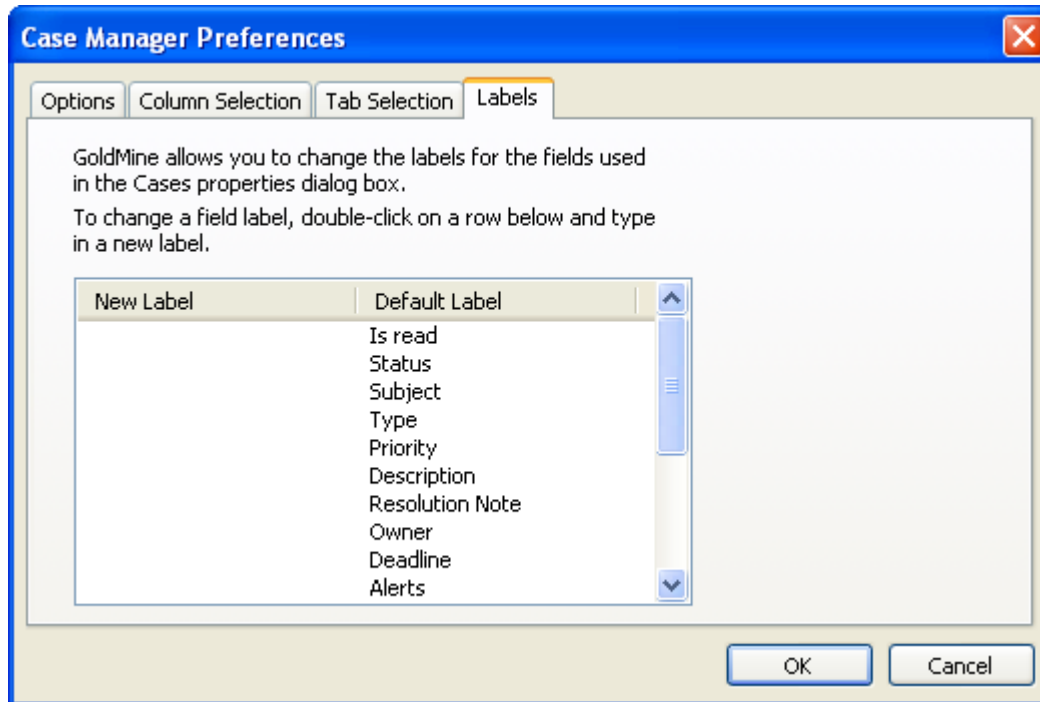 Case Manager Preferences
Options Column Selection Tab Selection Labels
GoldMine allows you to change the labels for the fields used
in the Cases properties dialog box.
To change a field label, double-click on a row below and type
in a new label.
New Label Default Label
Is read
Status
Subject
Type
Priority
Description
Resolution Note
Owner
Deadline
Alerts
OK Cancel